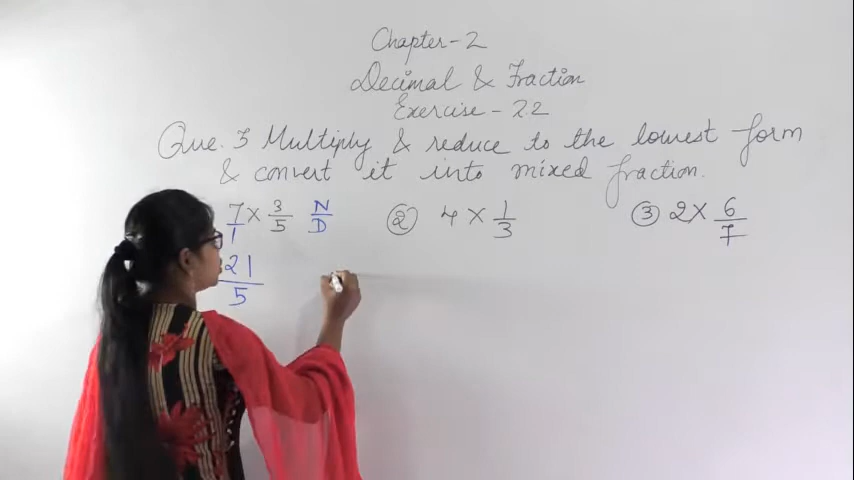 Chapter-2
Decimal & Fraction
Exercise - 2.2
Que. 3 Multiply & reduce to the lowest form
& convert it into mixed fraction.
7/1 × 3/5 N/D ② 4 × 1/3 ③ 2 × 6/7
21/5